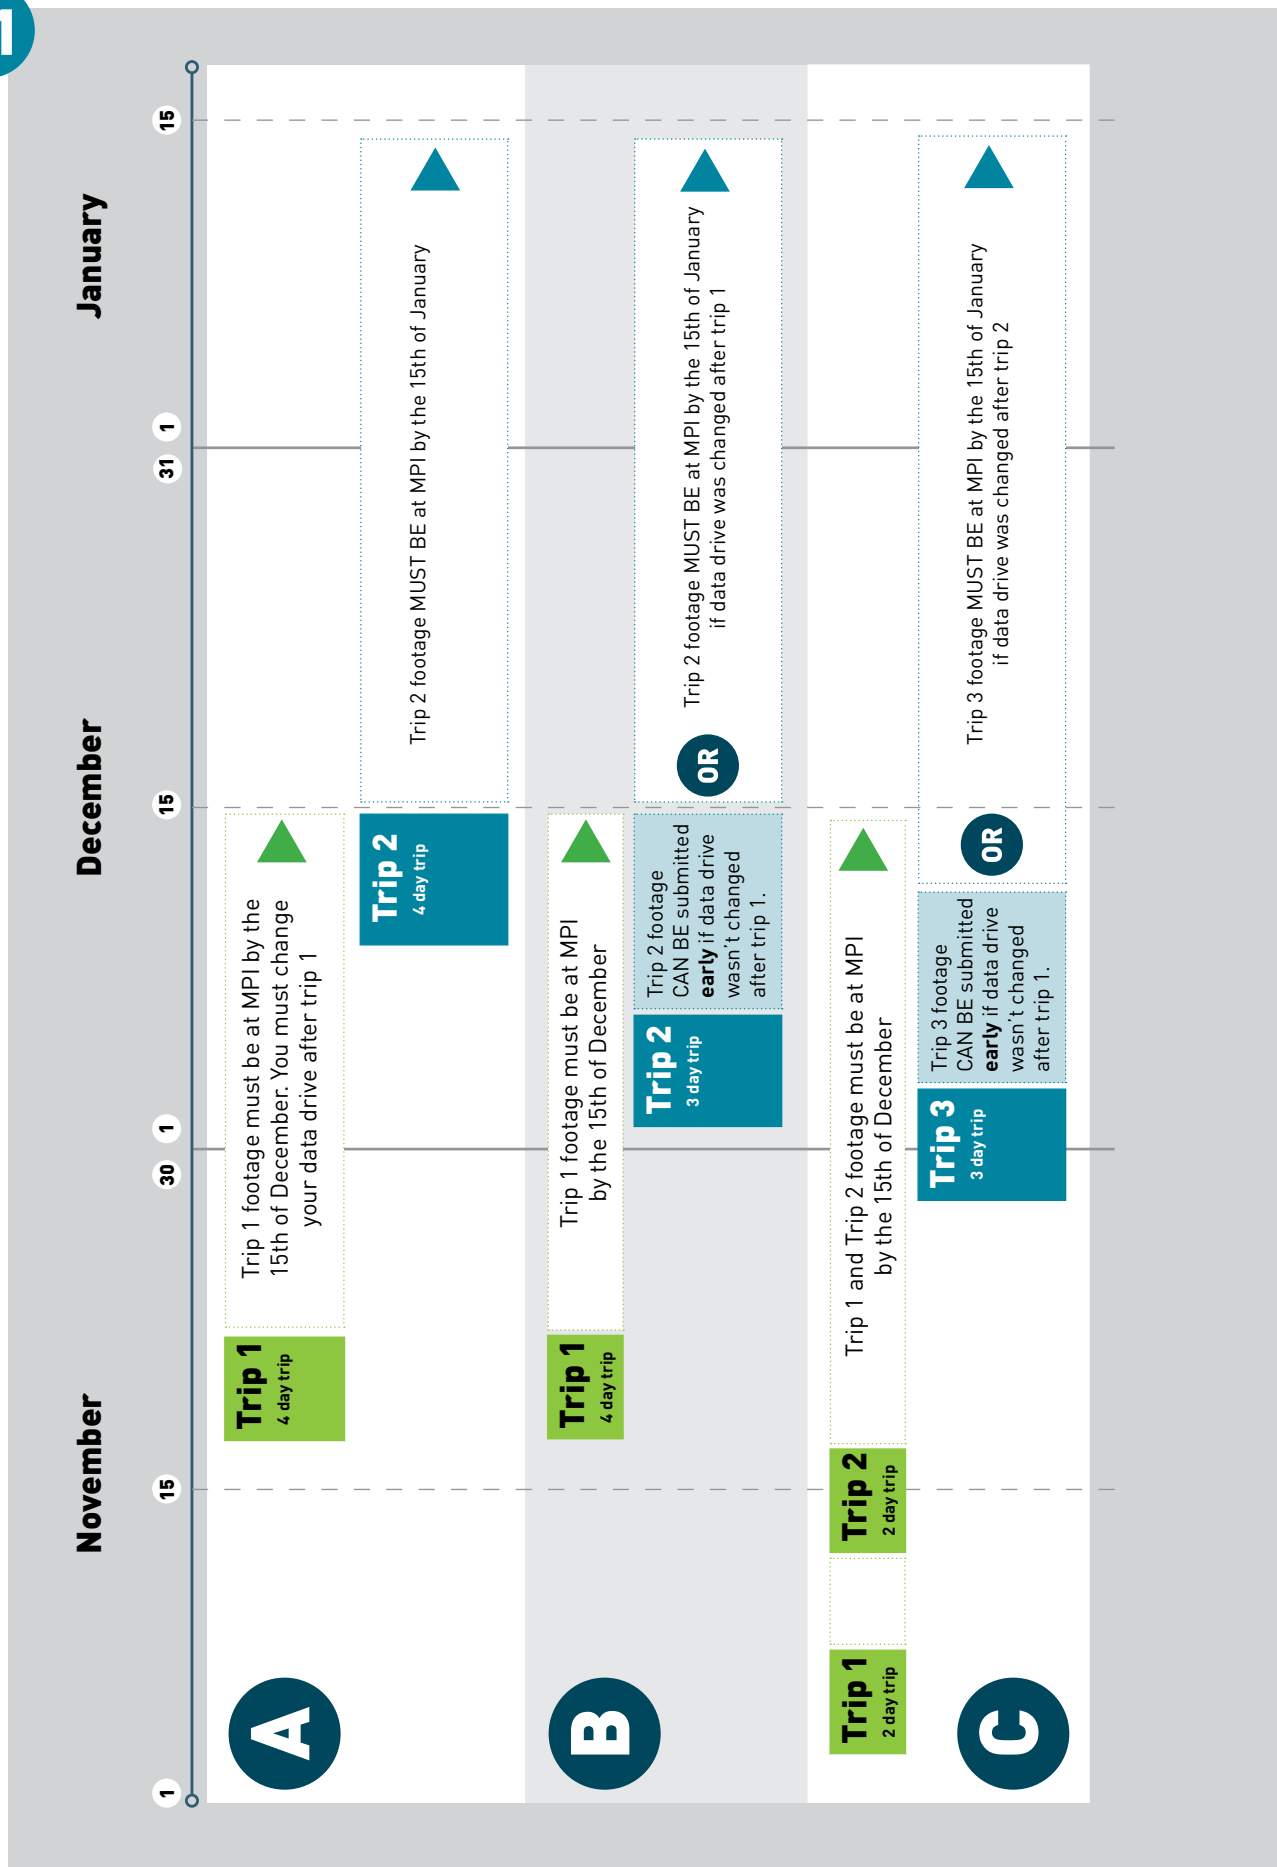 1
November
December
January
1
15
30
1
15
31
1
15
A
Trip 1
4 day trip
Trip 1 footage must be at MPI by the
15th of December. You must change
your data drive after trip 1
Trip 2
4 day trip
Trip 2 footage MUST BE at MPI by the 15th of January
B
Trip 1
4 day trip
Trip 1 footage must be at MPI
by the 15th of December
Trip 2
3 day trip
Trip 2 footage
CAN BE submitted
early if data drive
wasn't changed
after trip 1.
OR
Trip 2 footage MUST BE at MPI by the 15th of January
if data drive was changed after trip 1
C
Trip 1
2 day trip
Trip 2
2 day trip
Trip 1 and Trip 2 footage must be at MPI
by the 15th of December
Trip 3
3 day trip
Trip 3 footage
CAN BE submitted
early if data drive
wasn't changed
after trip 1.
OR
Trip 3 footage MUST BE at MPI by the 15th of January
if data drive was changed after trip 2